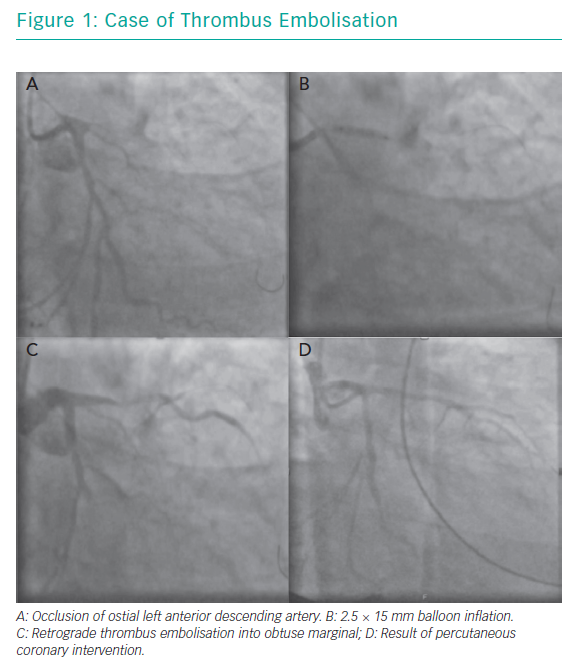 Figure 1: Case of Thrombus Embolisation
A
B
C
D
A: Occlusion of ostial left anterior descending artery. B: 2.5 × 15 mm balloon inflation.
C: Retrograde thrombus embolisation into obtuse marginal; D: Result of percutaneous
coronary intervention.